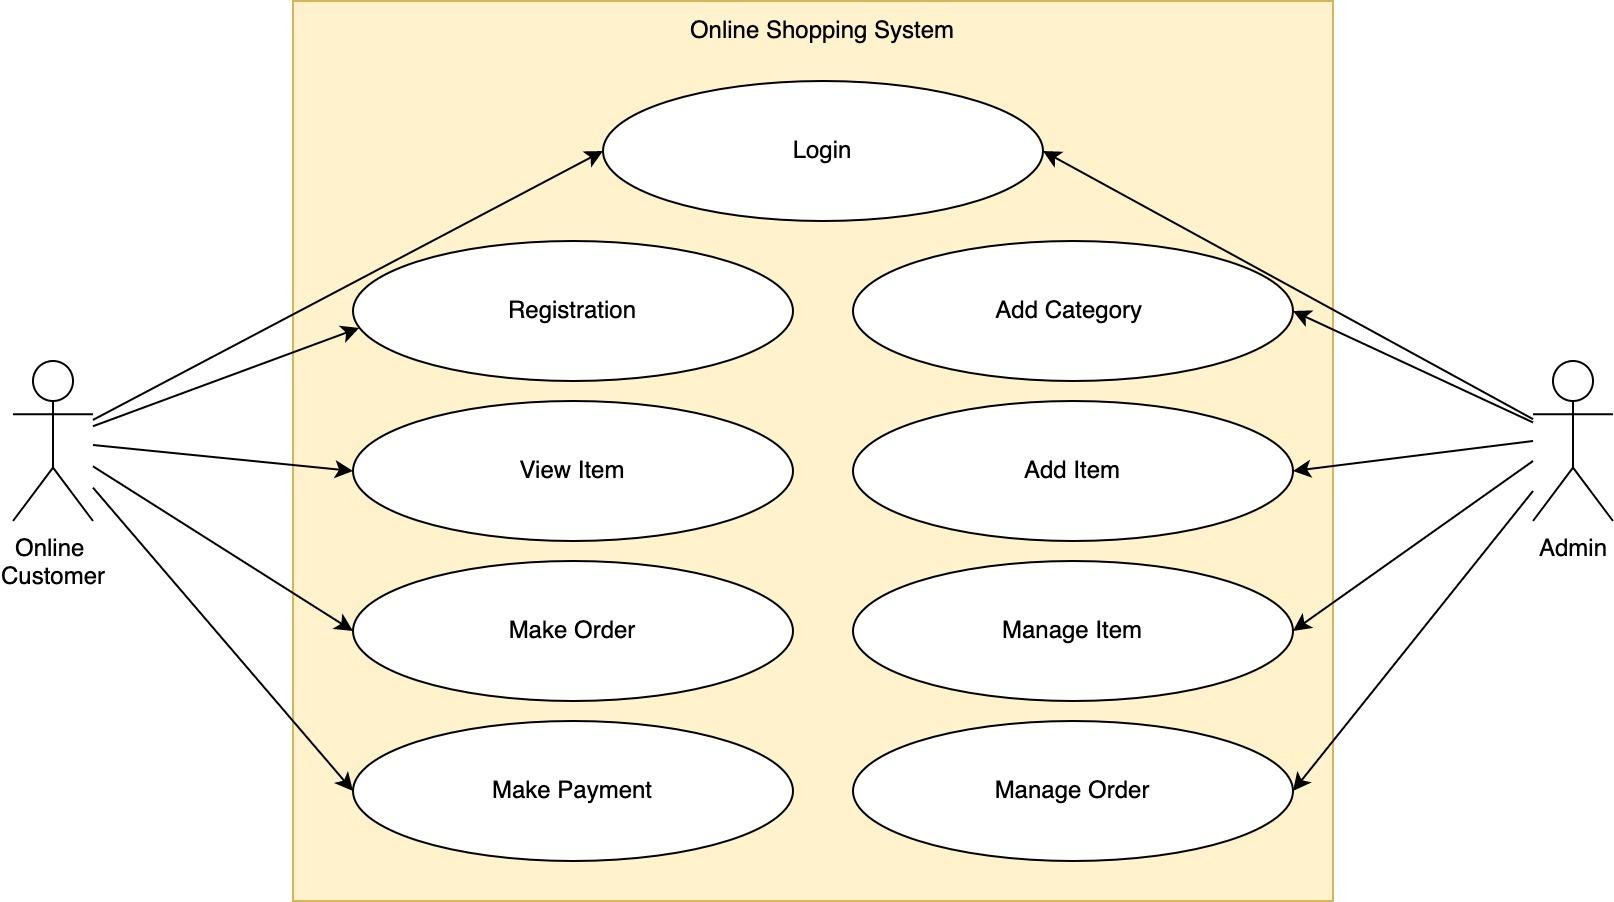 Online Shopping System
Login
Registration
Add Category
View Item
Add Item
Online
Customer
Admin
Make Order
Manage Item
Make Payment
Manage Order